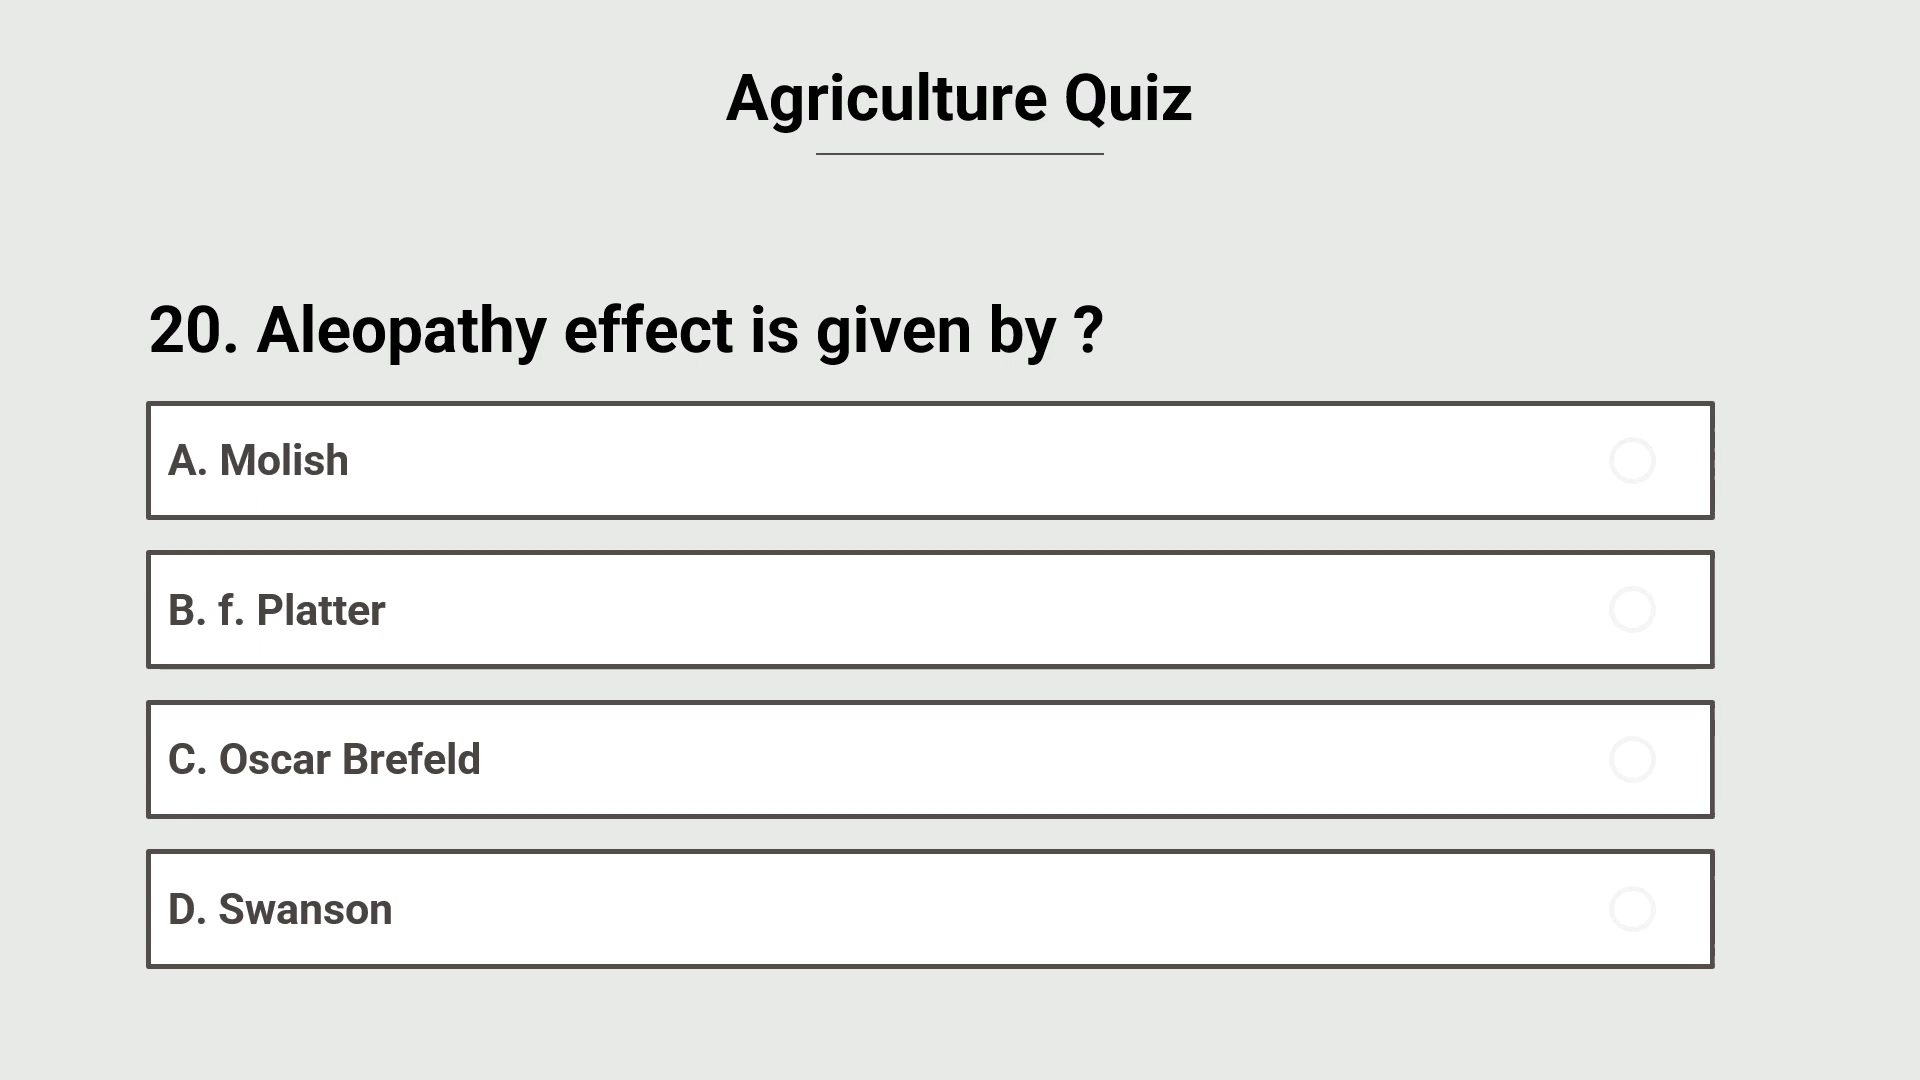 Agriculture Quiz
20. Aleopathy effect is given by ?
A. Molish
B. f. Platter
C. Oscar Brefeld
D. Swanson